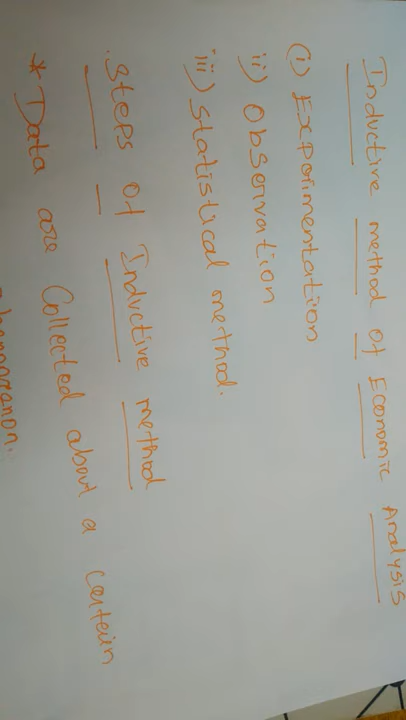 Inductive method Of Economic Analysis
(i) Experimentation
ii) Observation
iii) Statistical method.
Steps Of Inductive method
* Data are Collected about a Certain